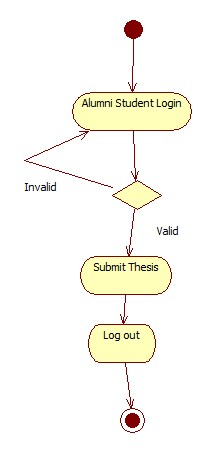 Alumni Student Login
Invalid
Valid
Submit Thesis
Log out